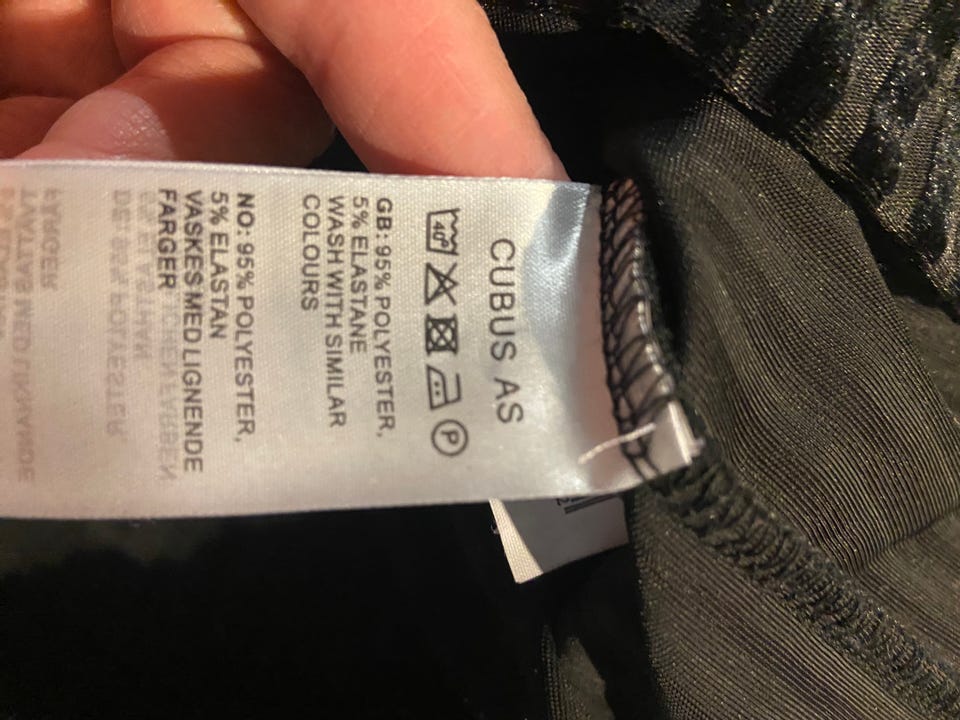 CUBUS AS
40°
P
GB: 95% POLYESTER,
5% ELASTANE
WASH WITH SIMILAR
COLOURS
NO: 95% POLYESTER,
5% ELASTAN
VASKES MED LIGNENDE
FARGER